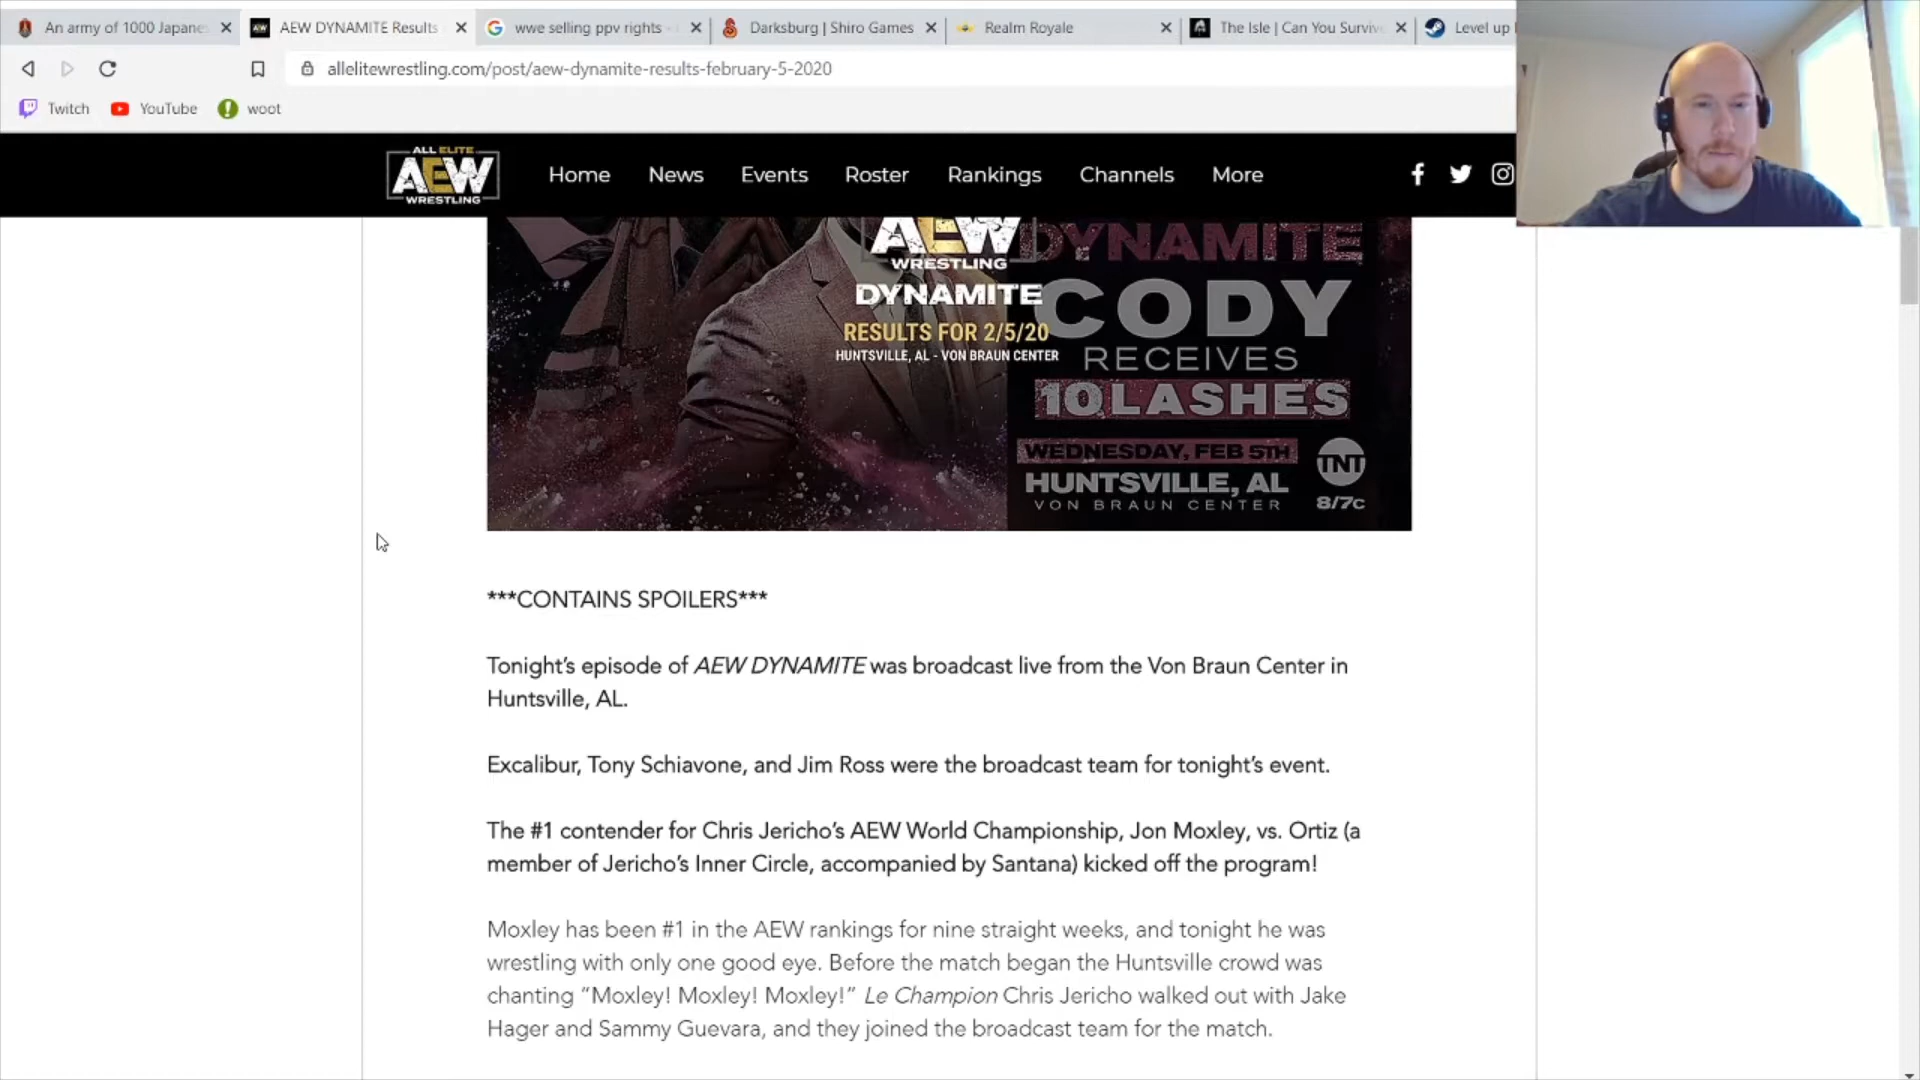 An army of 1000 Japane
AEW DYNAMITE Results
wwe selling ppv rights -
Darksburg | Shiro Games
Realm Royale
The Isle | Can You Surviv
Level up
allelitewrestling.com/post/aew-dynamite-results-february-5-2020
Twitch
YouTube
woot
ALL ELITE
AEW
WRESTLING
Home
News
Events
Roster
Rankings
Channels
More
AEW
WRESTLING
DYNAMITE
RESULTS FOR 2/5/20
HUNTSVILLE, AL - VON BRAUN CENTER
DYNAMITE
CODY
RECEIVES
10 LASHES
WEDNESDAY, FEB 5TH
HUNTSVILLE, AL
VON BRAUN CENTER
TNT
8/7c
***CONTAINS SPOILERS***
Tonight’s episode of AEW DYNAMITE was broadcast live from the Von Braun Center in
Huntsville, AL.
Excalibur, Tony Schiavone, and Jim Ross were the broadcast team for tonight’s event.
The #1 contender for Chris Jericho’s AEW World Championship, Jon Moxley, vs. Ortiz (a
member of Jericho’s Inner Circle, accompanied by Santana) kicked off the program!
Moxley has been #1 in the AEW rankings for nine straight weeks, and tonight he was
wrestling with only one good eye. Before the match began the Huntsville crowd was
chanting “Moxley! Moxley! Moxley!” Le Champion Chris Jericho walked out with Jake
Hager and Sammy Guevara, and they joined the broadcast team for the match.